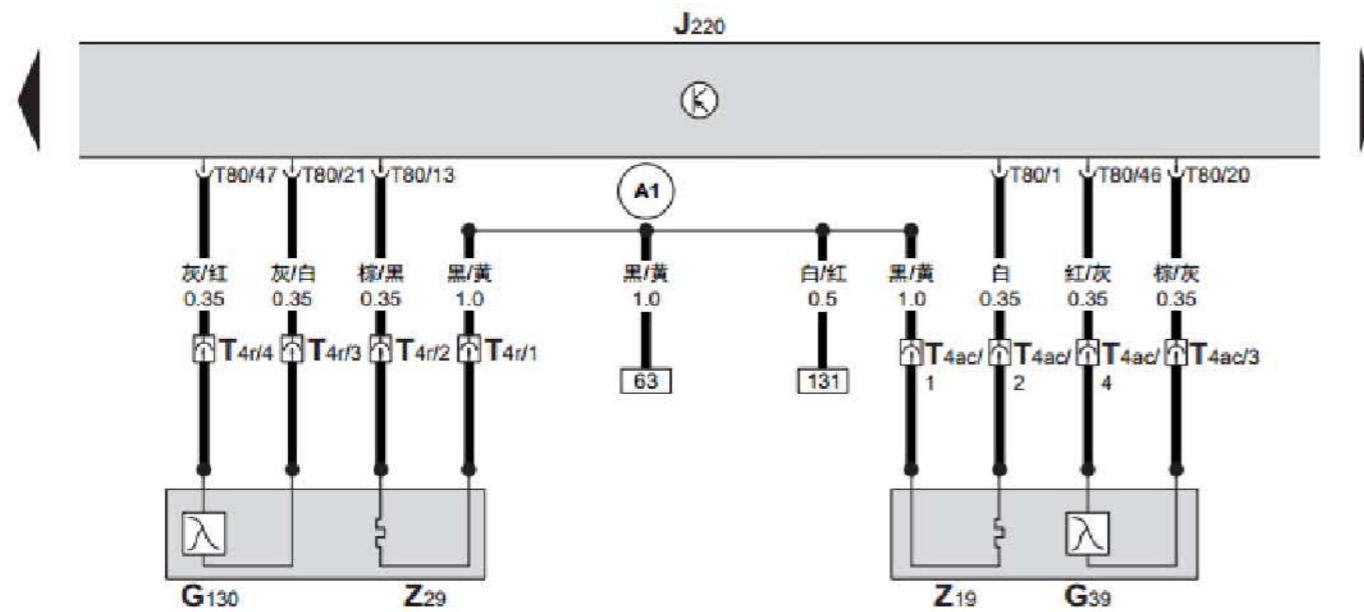 J220
T80/47 T80/21 T80/13 T80/1 T80/46 T80/20
A1
灰/红 灰/白 棕/黑 黑/黄 黑/黄 白/红 黑/黄 白 红/灰 棕/灰
0.35 0.35 0.35 1.0 1.0 0.5 1.0 0.35 0.35 0.35
T4r/4 T4r/3 T4r/2 T4r/1 T4ac/ T4ac/ T4ac/ T4ac/3
63 131 1 2 4
G130 Z29 Z19 G39